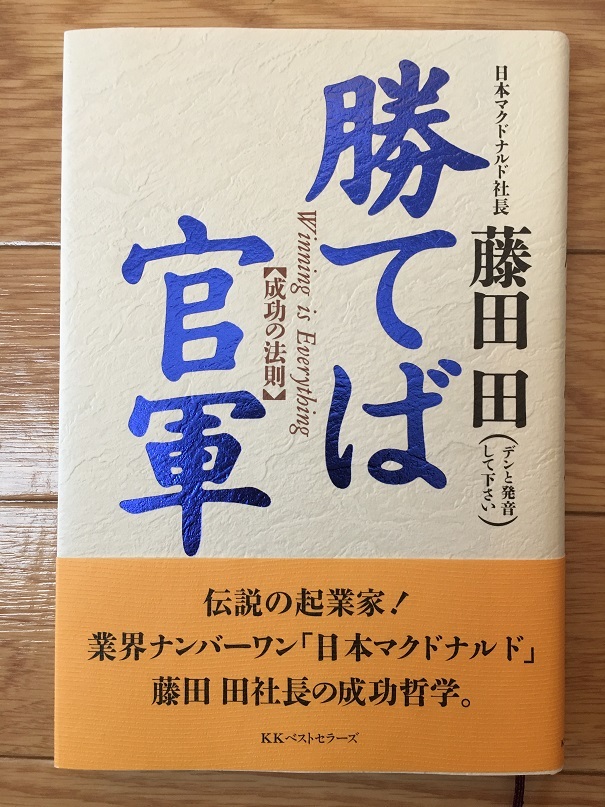 日本マクドナルド社長
藤田 田
(デンと発音
して下さい)
勝てば
官軍
Winning is Everything
【成功の法則】
伝説の起業家！
業界ナンバーワン「日本マクドナルド」
藤田 田社長の成功哲学。
KKベストセラーズ